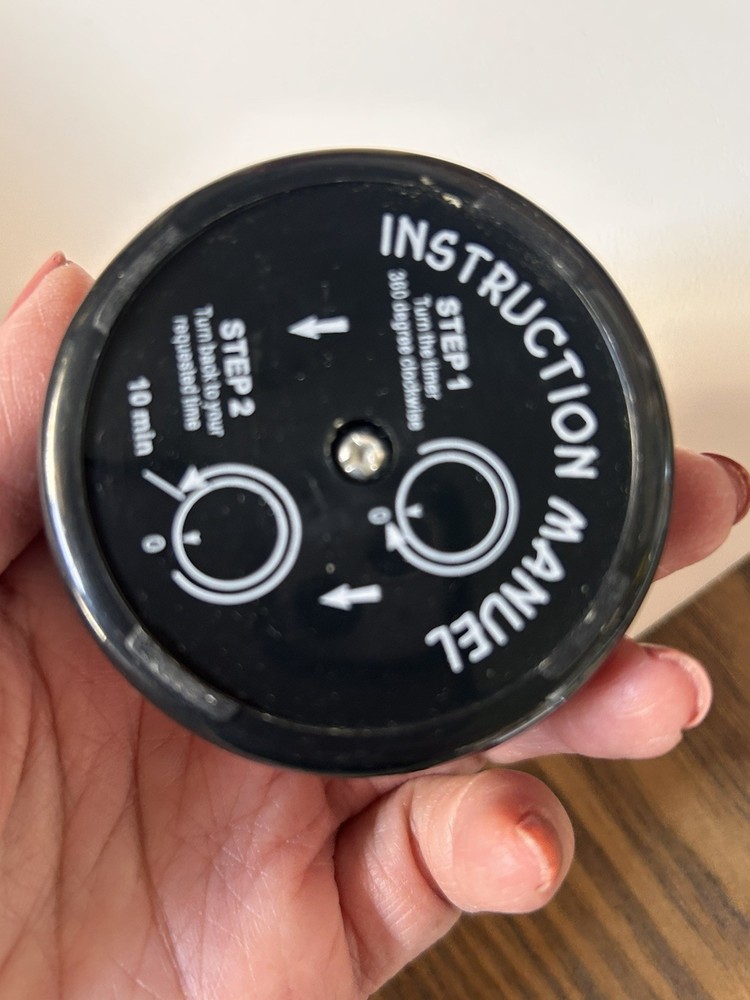 INSTRUCTION MANUEL
STEP 1
Turn the timer
360 degree clockwise
0
STEP 2
Turn back to your
requested time
10 min
0